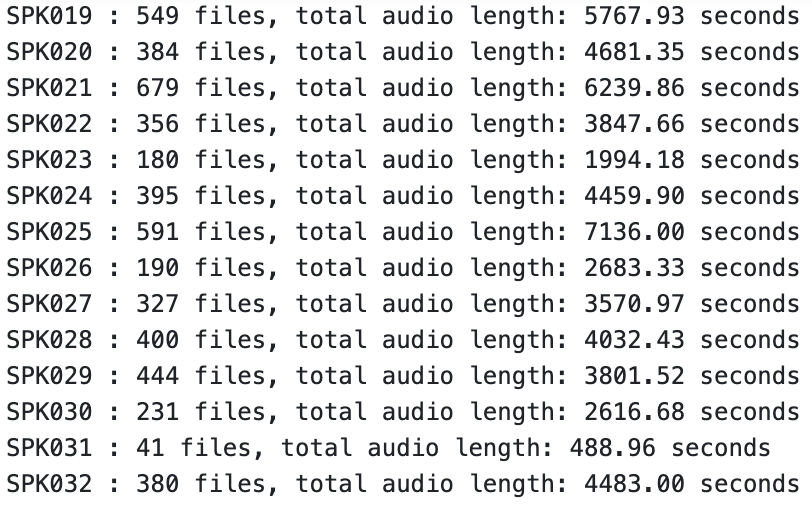 SPK019 : 549 files, total audio length: 5767.93 seconds
SPK020 : 384 files, total audio length: 4681.35 seconds
SPK021 : 679 files, total audio length: 6239.86 seconds
SPK022 : 356 files, total audio length: 3847.66 seconds
SPK023 : 180 files, total audio length: 1994.18 seconds
SPK024 : 395 files, total audio length: 4459.90 seconds
SPK025 : 591 files, total audio length: 7136.00 seconds
SPK026 : 190 files, total audio length: 2683.33 seconds
SPK027 : 327 files, total audio length: 3570.97 seconds
SPK028 : 400 files, total audio length: 4032.43 seconds
SPK029 : 444 files, total audio length: 3801.52 seconds
SPK030 : 231 files, total audio length: 2616.68 seconds
SPK031 : 41 files, total audio length: 488.96 seconds
SPK032 : 380 files, total audio length: 4483.00 seconds